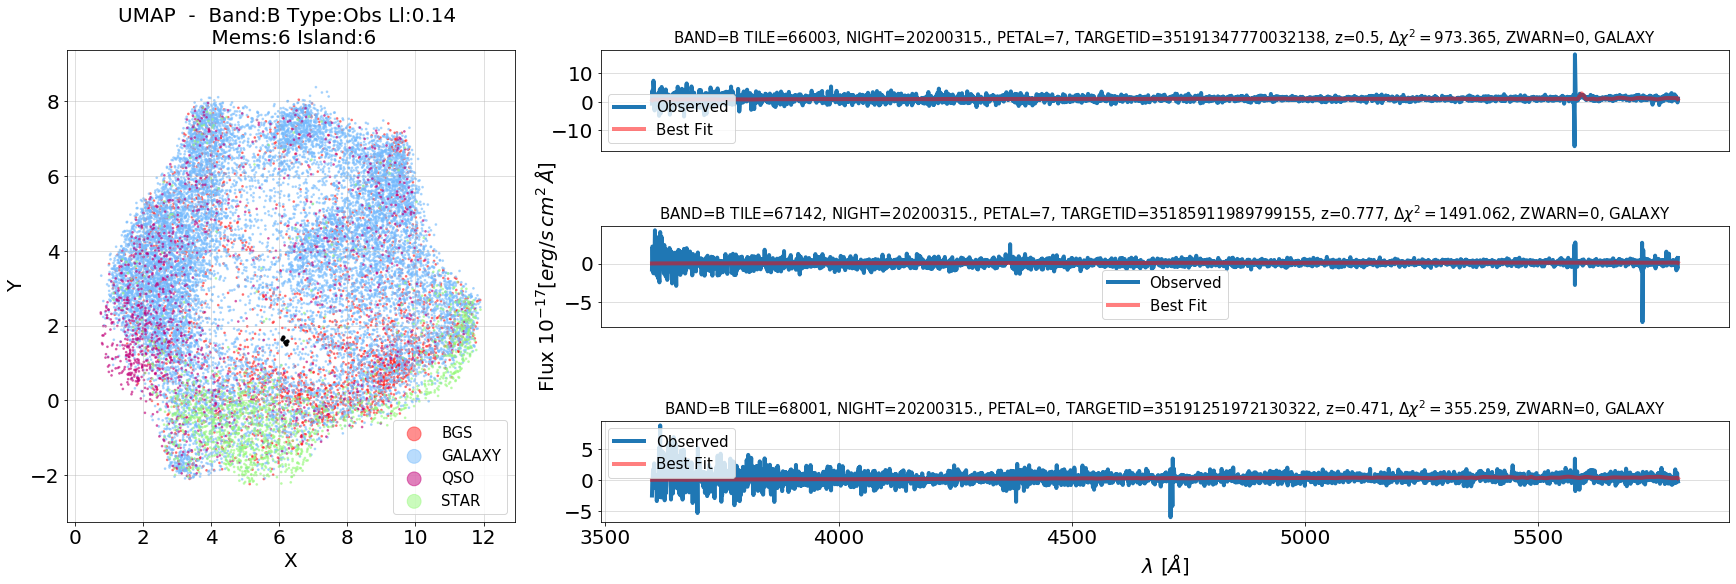 UMAP - Band:B Type:Obs Ll:0.14
Mems:6 Island:6
Y
8
6
4
2
0
−2
0 2 4 6 8 10 12
X
BGS
GALAXY
QSO
STAR
Flux 10⁻¹⁷[erg/s cm² Å]
BAND=B TILE=66003, NIGHT=20200315., PETAL=7, TARGETID=35191347770032138, z=0.5, Δχ² = 973.365, ZWARN=0, GALAXY
10
0
−10
Observed
Best Fit
BAND=B TILE=67142, NIGHT=20200315., PETAL=7, TARGETID=35185911989799155, z=0.777, Δχ² = 1491.062, ZWARN=0, GALAXY
0
−5
Observed
Best Fit
BAND=B TILE=68001, NIGHT=20200315., PETAL=0, TARGETID=35191251972130322, z=0.471, Δχ² = 355.259, ZWARN=0, GALAXY
5
0
−5
Observed
Best Fit
3500 4000 4500 5000 5500
λ [Å]